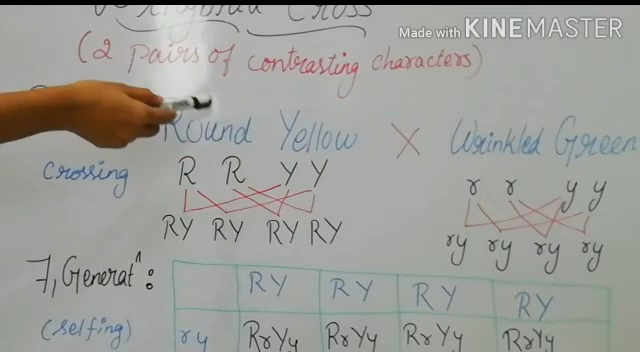 Cross
Made with KINEMASTER
(2 Pairs of contrasting characters)
Round Yellow X Wrinkled Green
Crossing R R Y Y r r y y
RY RY RY RY ry ry ry ry
F1 Generatn: RY RY RY RY
(selfing) ry RrYy RrYy RrYy RrYy